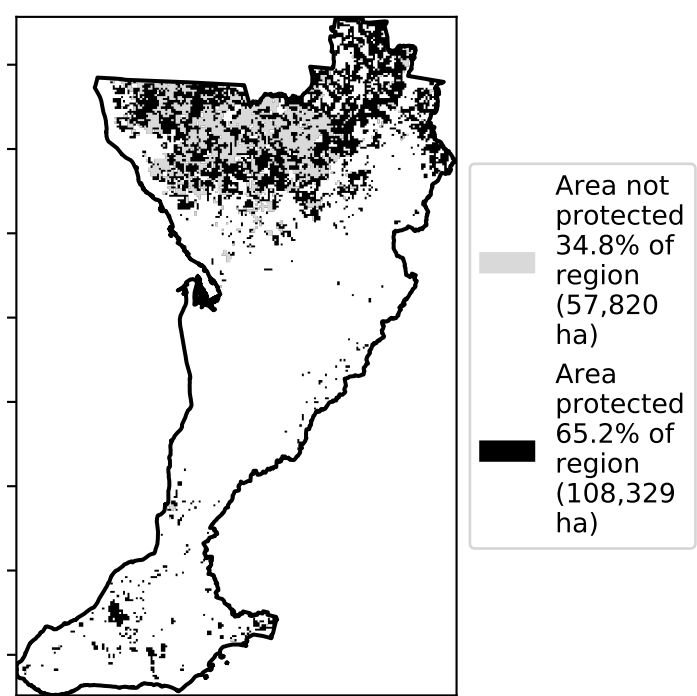 Area not
protected
34.8% of
region
(57,820
ha)
Area
protected
65.2% of
region
(108,329
ha)